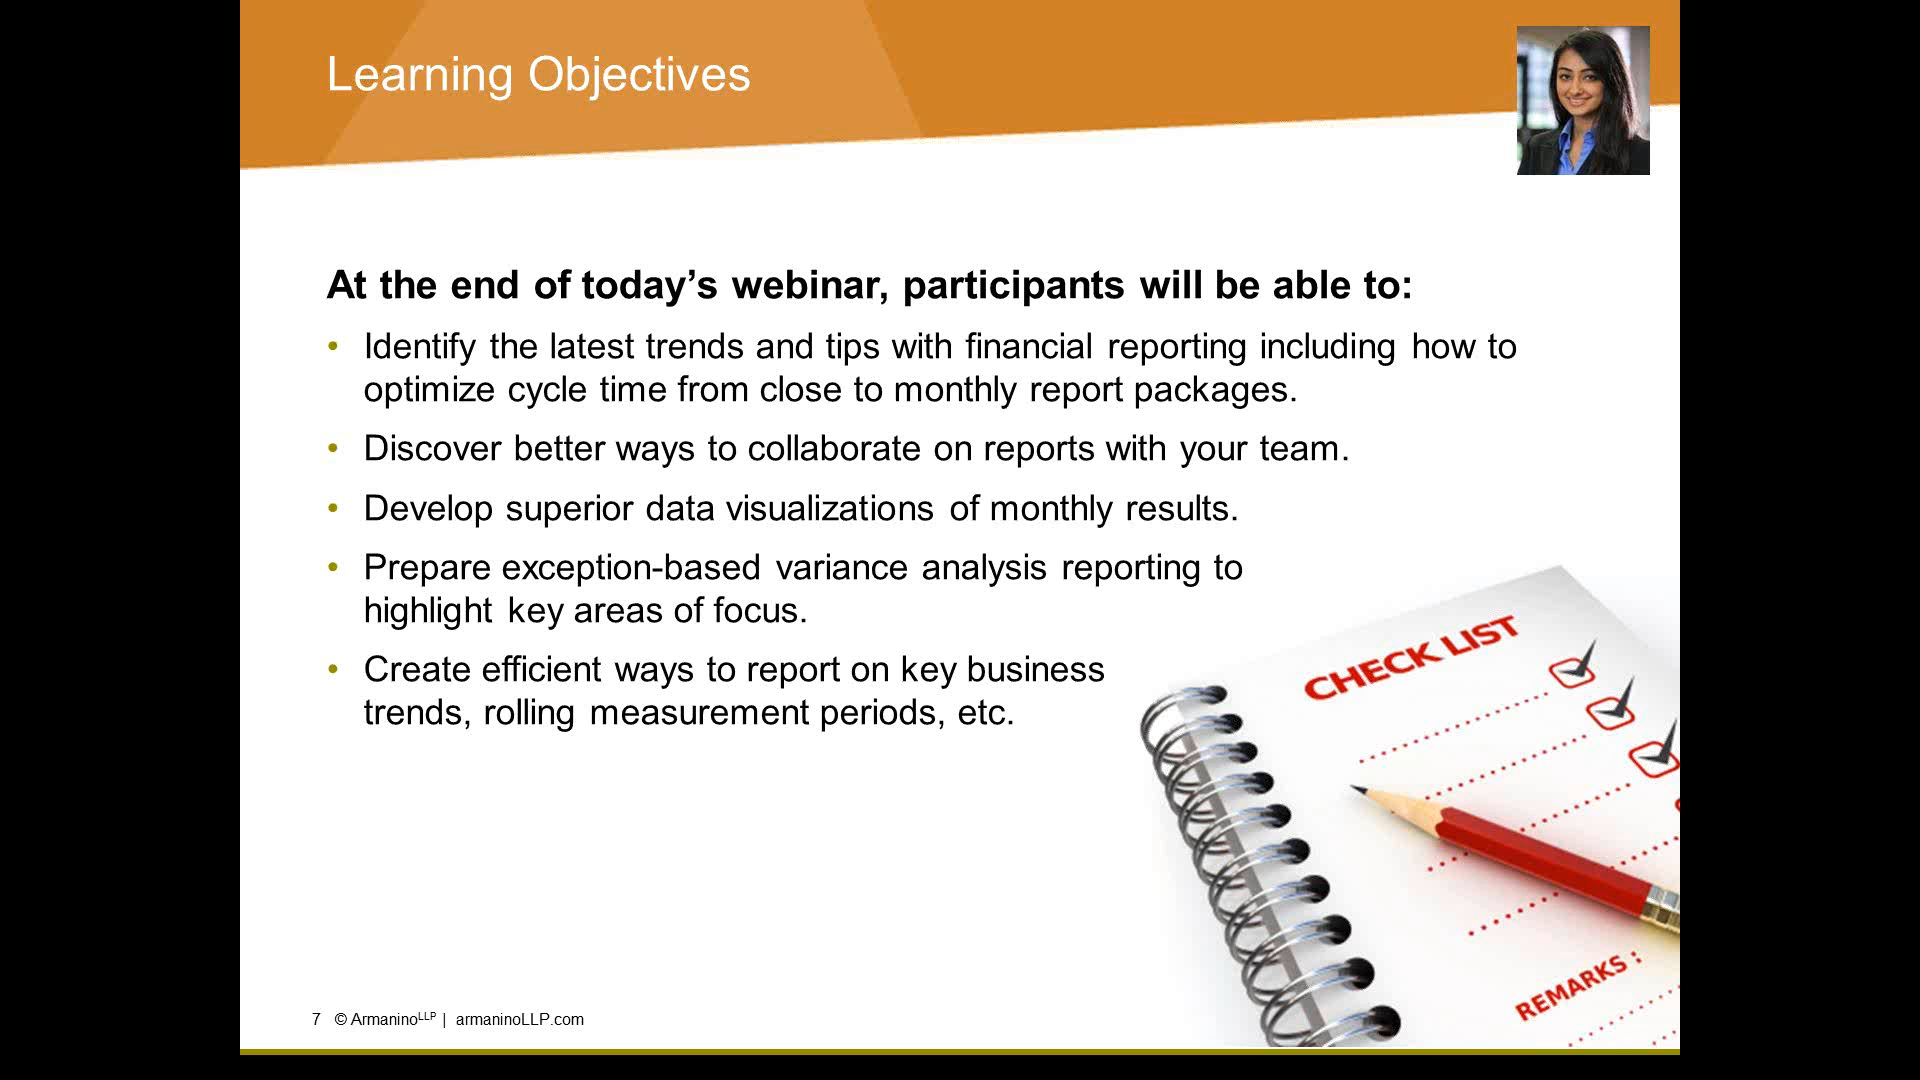 Learning Objectives
At the end of today’s webinar, participants will be able to:
• Identify the latest trends and tips with financial reporting including how to
optimize cycle time from close to monthly report packages.
• Discover better ways to collaborate on reports with your team.
• Develop superior data visualizations of monthly results.
• Prepare exception-based variance analysis reporting to
highlight key areas of focus.
• Create efficient ways to report on key business
trends, rolling measurement periods, etc.
CHECK LIST
REMARKS :
7 © ArmaninoLLP | armaninoLLP.com